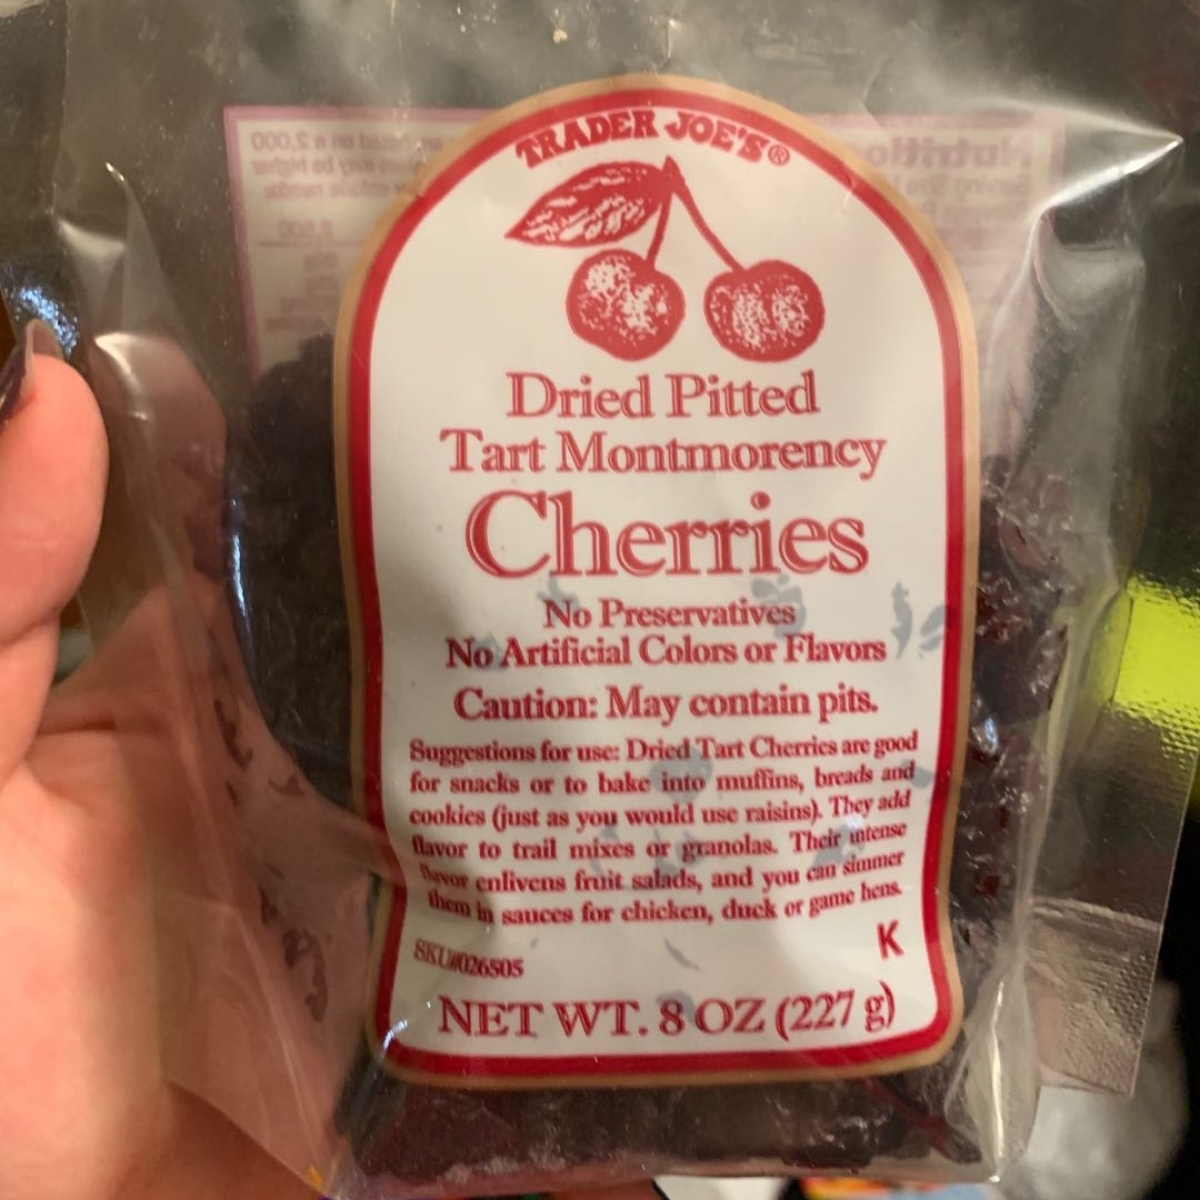 TRADER JOE'S®
Dried Pitted
Tart Montmorency
Cherries
No Preservatives
No Artificial Colors or Flavors
Caution: May contain pits.
Suggestions for use: Dried Tart Cherries are good
for snacks or to bake into muffins, breads and
cookies (just as you would use raisins). They add
flavor to trail mixes or granolas. Their intense
flavor enlivens fruit salads, and you can simmer
them in sauces for chicken, duck or game hens.
K
SKU#026505
NET WT. 8 OZ (227 g)